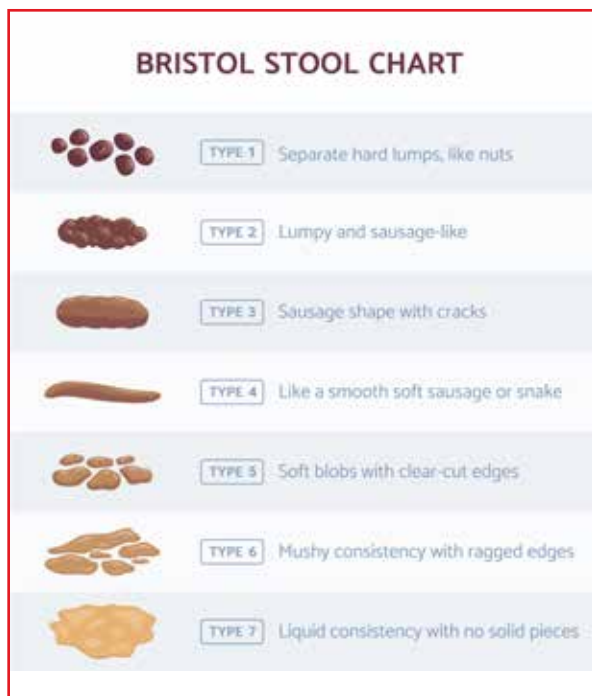 BRISTOL STOOL CHART
TYPE 1 Separate hard lumps, like nuts
TYPE 2 Lumpy and sausage-like
TYPE 3 Sausage shape with cracks
TYPE 4 Like a smooth soft sausage or snake
TYPE 5 Soft blobs with clear-cut edges
TYPE 6 Mushy consistency with ragged edges
TYPE 7 Liquid consistency with no solid pieces